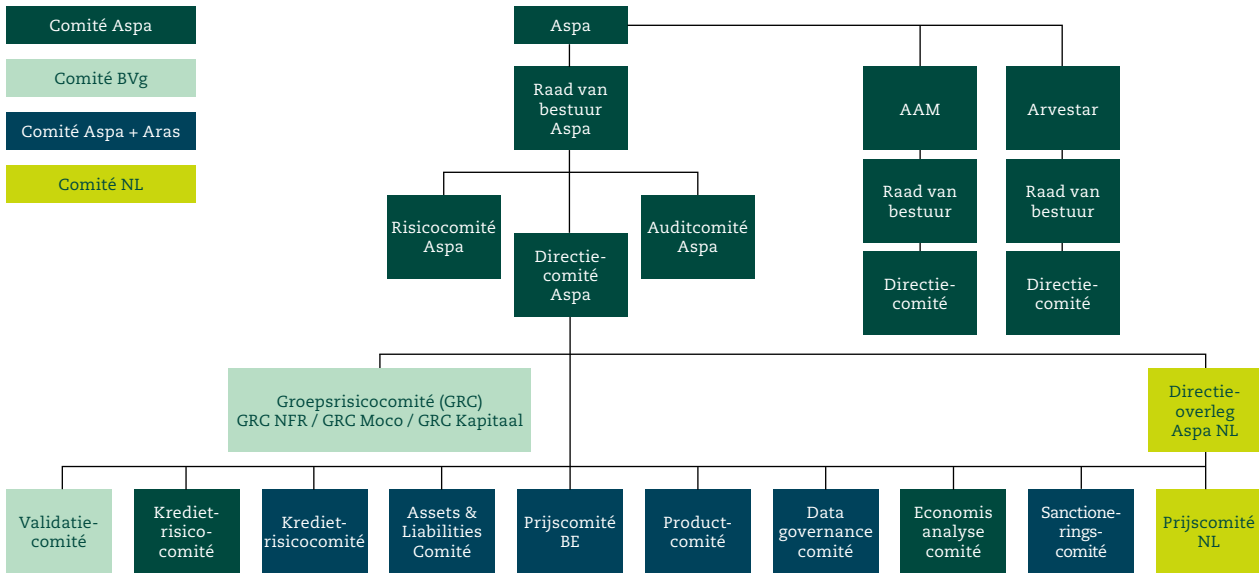 Comité Aspa
Comité BVg
Comité Aspa + Aras
Comité NL
Aspa
Raad van
bestuur
Aspa
AAM
Arvestar
Risicocomité
Aspa
Directie-
comité
Aspa
Auditcomité
Aspa
Raad van
bestuur
Raad van
bestuur
Directie-
comité
Directie-
comité
Groepsrisicocomité (GRC)
GRC NFR / GRC Moco / GRC Kapitaal
Directie-
overleg
Aspa NL
Validatie-
comité
Krediet-
risico-
comité
Krediet-
risicocomité
Assets &
Liabilities
Comité
Prijscomité
BE
Product-
comité
Data
governance
comité
Economis
analyse
comité
Sanctione-
rings-
comité
Prijscomité
NL